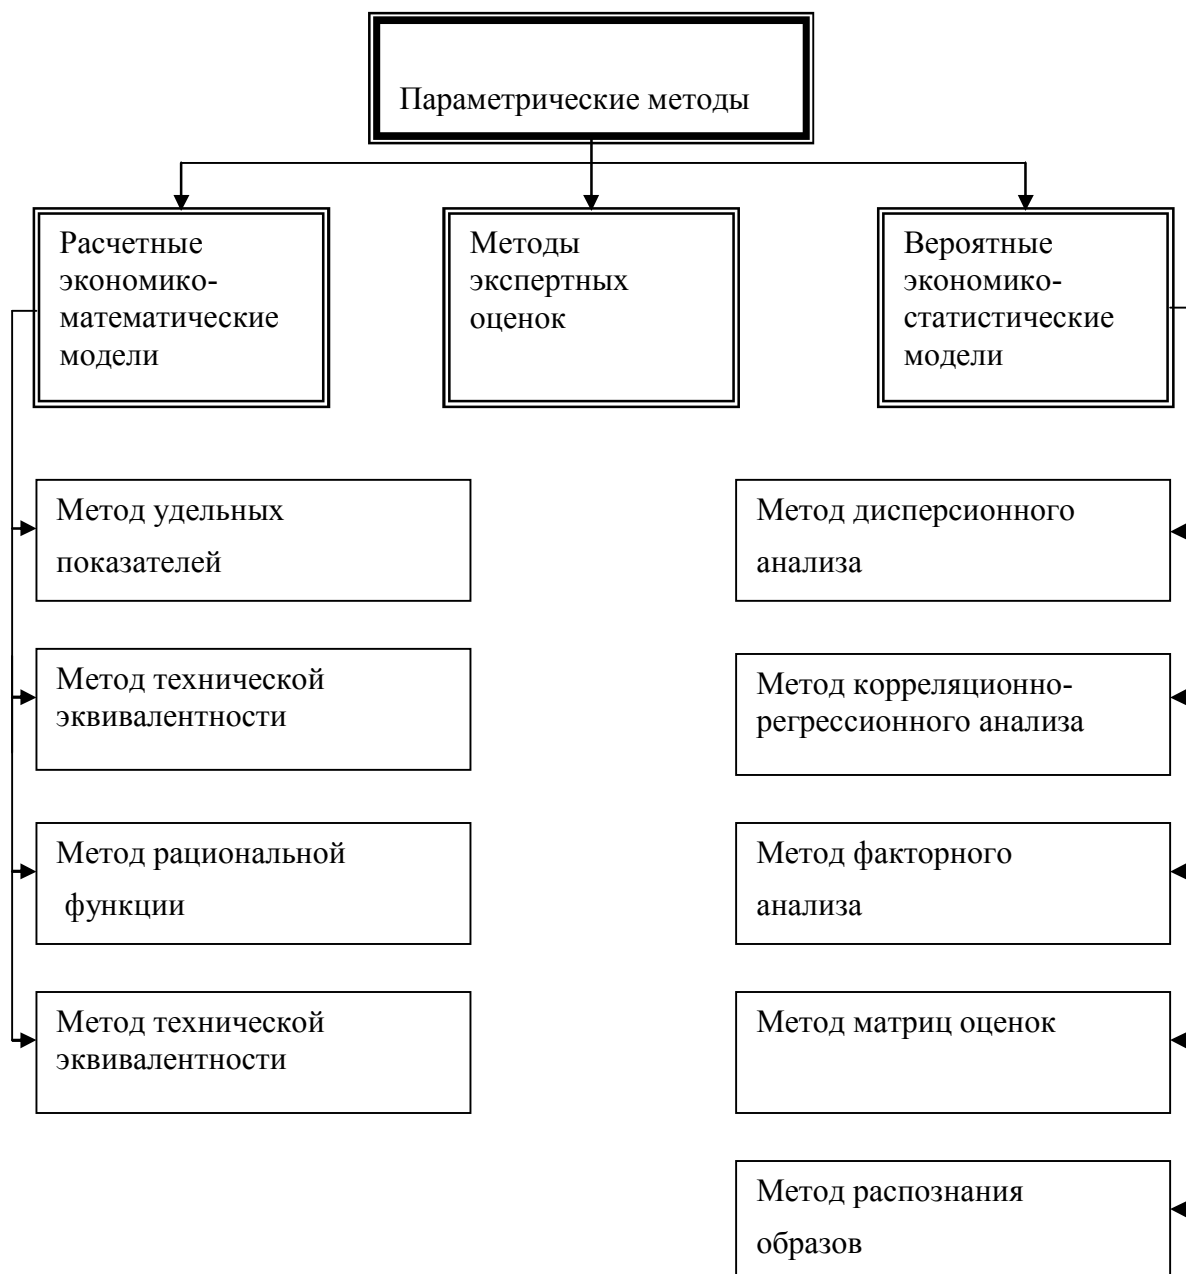 Параметрические методы
Расчетные
экономико-
математические
модели
Методы
экспертных
оценок
Вероятные
экономико-
статистические
модели
Метод удельных
показателей
Метод технической
эквивалентности
Метод рациональной
функции
Метод технической
эквивалентности
Метод дисперсионного
анализа
Метод корреляционно-
регрессионного анализа
Метод факторного
анализа
Метод матриц оценок
Метод распознания
образов